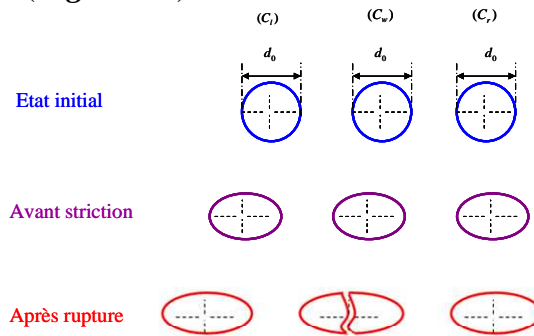 (C_l) (C_w) (C_r)
d_0 d_0 d_0
Etat initial
Avant striction
Après rupture